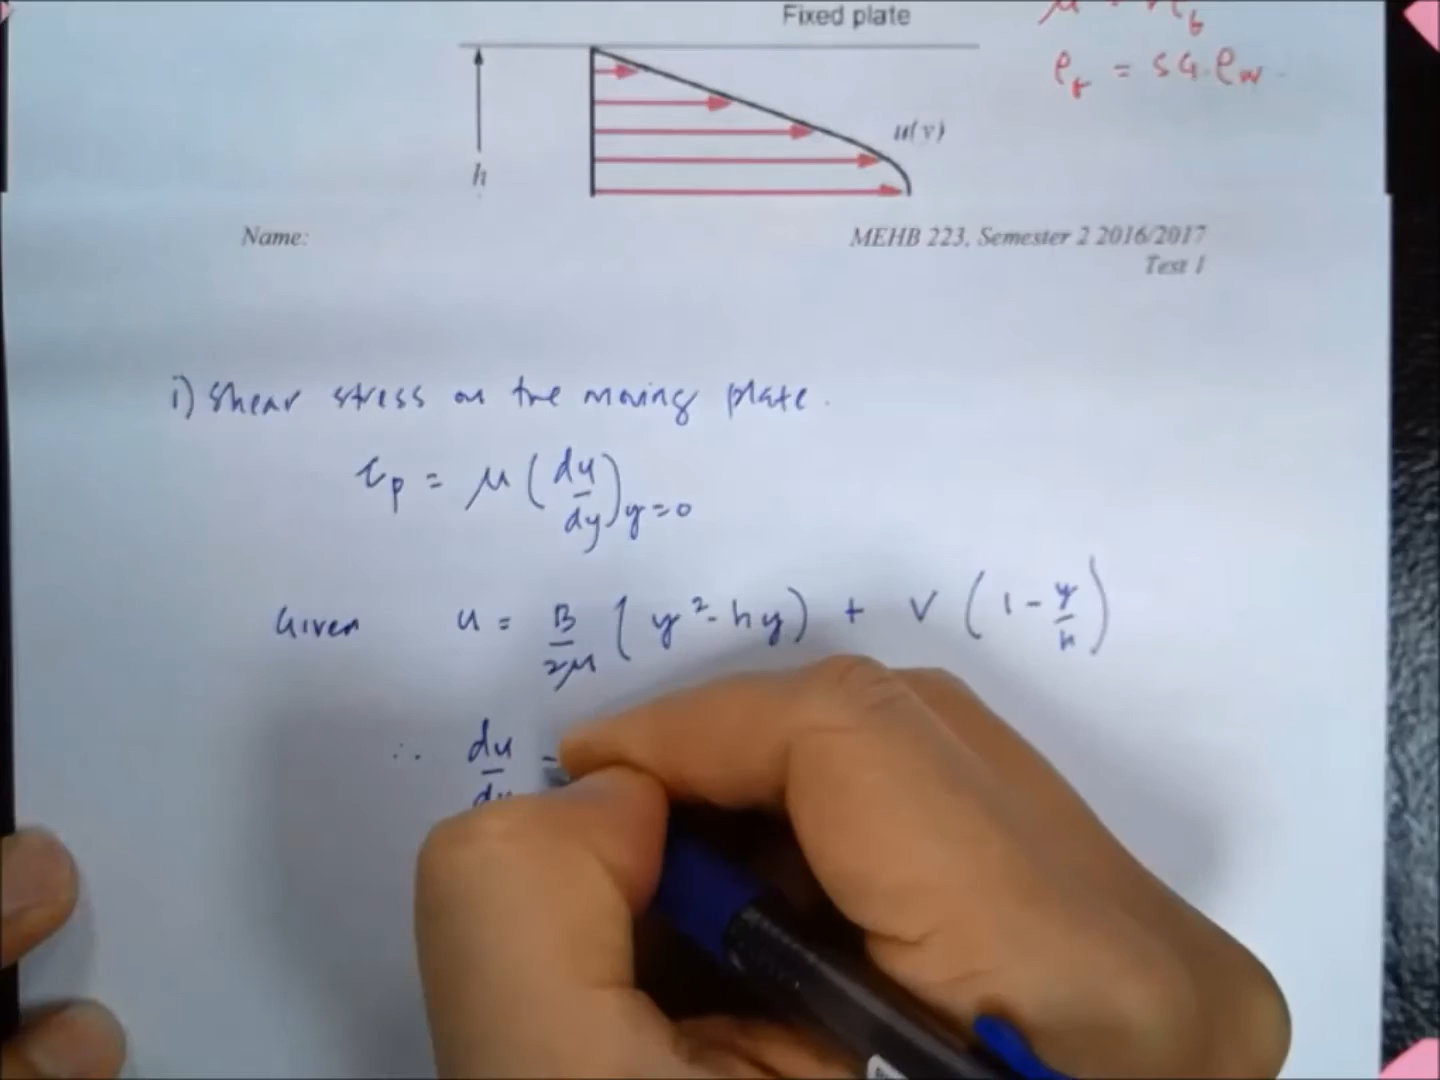 Fixed plate
ρf = SG.ρw
u(y)
h
Name:
MEHB 223, Semester 2 2016/2017
Test 1
i) Shear stress on the moving plate.
τp = μ (du/dy)y=0
Given u = B/2μ (y² - hy) + V (1 - y/h)
∴ du/dy =